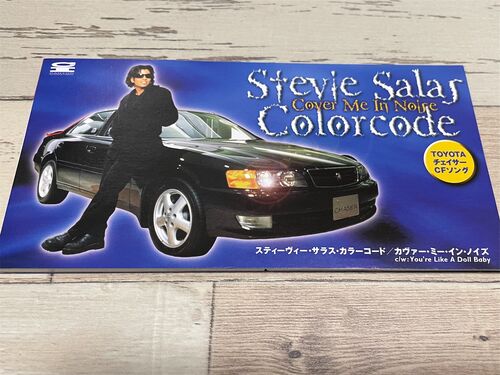 Stevie Salas
Cover Me In Noise
Colorcode
TOYOTA
チェイサー
CFソング
CHASER
スティーヴィー・サラス・カラーコード／カヴァー・ミー・イン・ノイズ
c/w:You're Like A Doll Baby